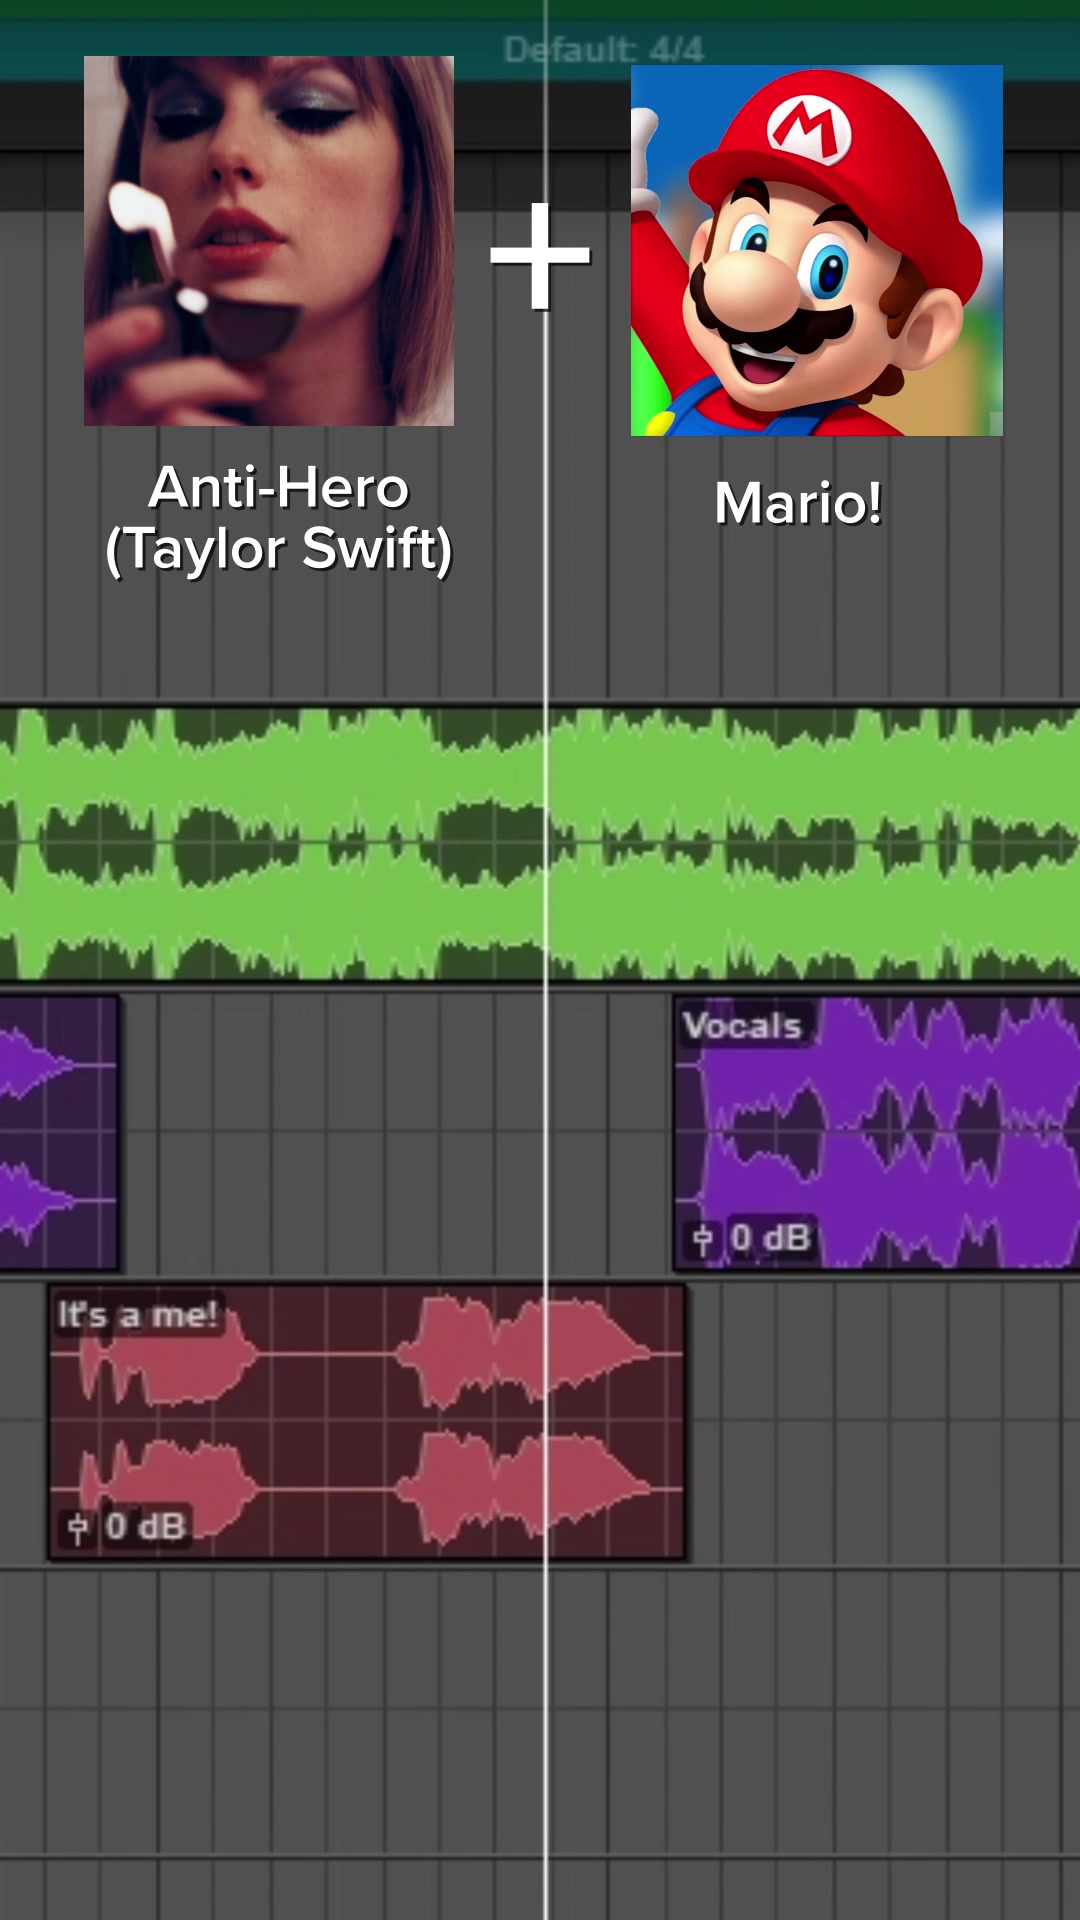 Default: 4/4
M
Anti-Hero
(Taylor Swift)
Mario!
Vocals
0 dB
It's a me!
0 dB